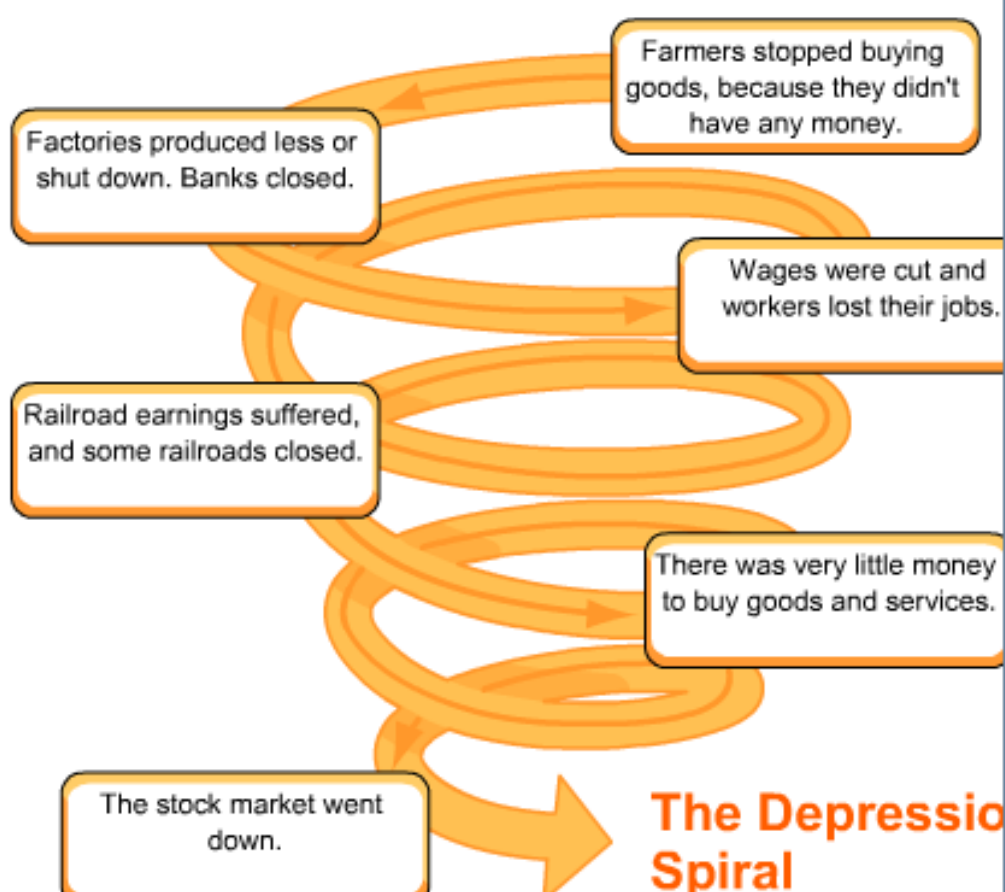 Farmers stopped buying
goods, because they didn't
have any money.
Factories produced less or
shut down. Banks closed.
Wages were cut and
workers lost their jobs.
Railroad earnings suffered,
and some railroads closed.
There was very little money
to buy goods and services.
The stock market went
down.
The Depressio
Spiral